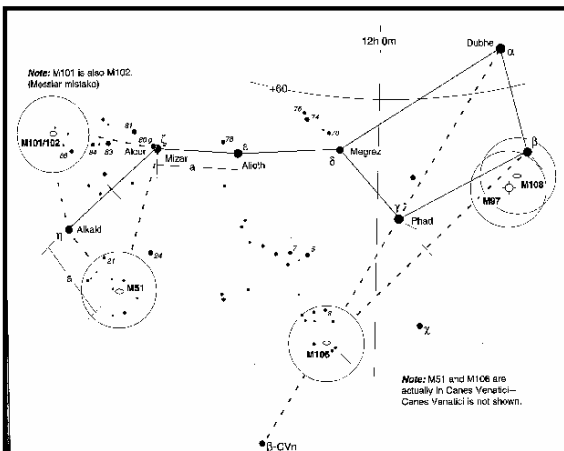 12h 0m
Dubhe
α
Note: M101 is also M102.
(Messier mistake)
+60
76
74
70
81
80 g
ζ
78
ε
M101/102
86
84
83
Alcor
Mizar
Alioth
a
δ
Megrez
β
M108
M97
γ
Phad
η
Alkaid
24
21
a
M51
7
5
8
M106
χ
Note: M51 and M106 are
actually in Canes Venatici—
Canes Venatici is not shown.
β-CVn